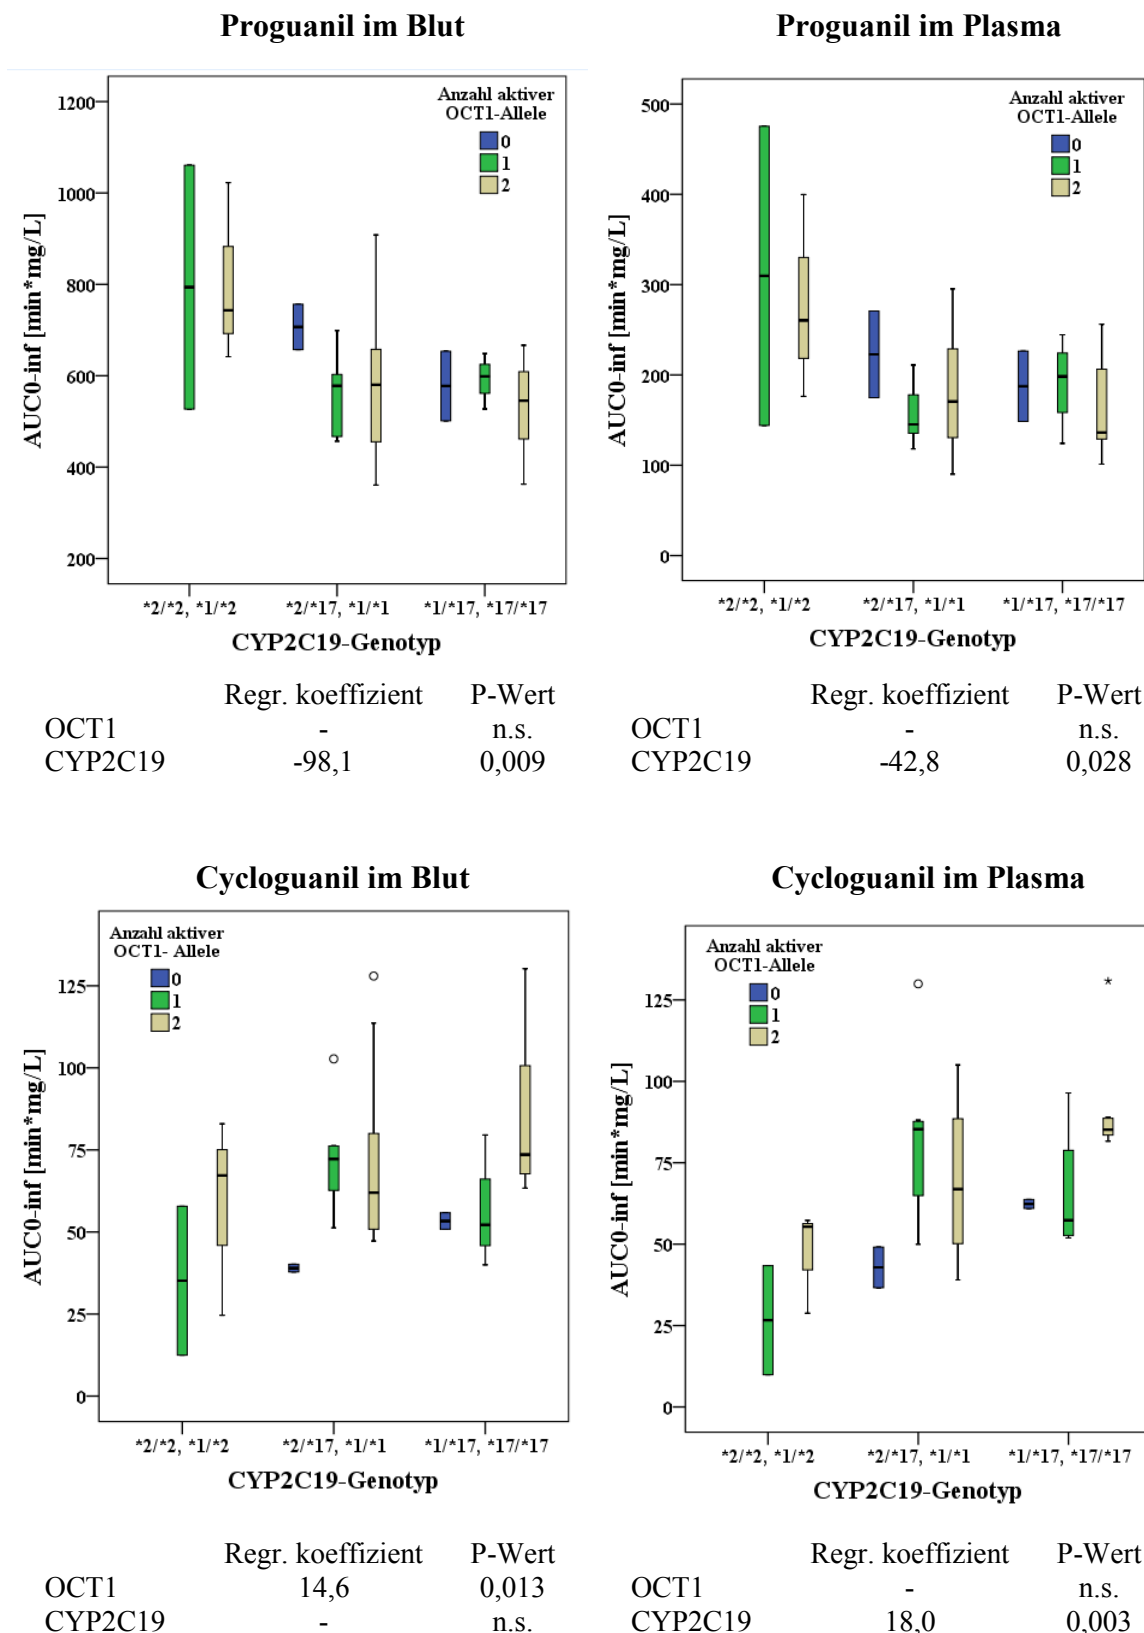 Proguanil im Blut
Anzahl aktiver
OCT1-Allele
0
1
2
1200
1000
800
600
400
200
AUC0-inf [min*mg/L]
*2/*2, *1/*2 *2/*17, *1/*1 *1/*17, *17/*17
CYP2C19-Genotyp
Regr. koeffizient P-Wert
OCT1 - n.s.
CYP2C19 -98,1 0,009
Proguanil im Plasma
Anzahl aktiver
OCT1-Allele
0
1
2
500
400
300
200
100
0
AUC0-inf [min*mg/L]
*2/*2, *1/*2 *2/*17, *1/*1 *1/*17, *17/*17
CYP2C19-Genotyp
Regr. koeffizient P-Wert
OCT1 - n.s.
CYP2C19 -42,8 0,028
Cycloguanil im Blut
Anzahl aktiver
OCT1- Allele
0
1
2
125
100
75
50
25
0
AUC0-inf [min*mg/L]
*2/*2, *1/*2 *2/*17, *1/*1 *1/*17, *17/*17
CYP2C19-Genotyp
Regr. koeffizient P-Wert
OCT1 14,6 0,013
CYP2C19 - n.s.
Cycloguanil im Plasma
Anzahl aktiver
OCT1-Allele
0
1
2
125
100
75
50
25
0
AUC0-inf [min*mg/L]
*2/*2, *1/*2 *2/*17, *1/*1 *1/*17, *17/*17
CYP2C19-Genotyp
Regr. koeffizient P-Wert
OCT1 - n.s.
CYP2C19 18,0 0,003